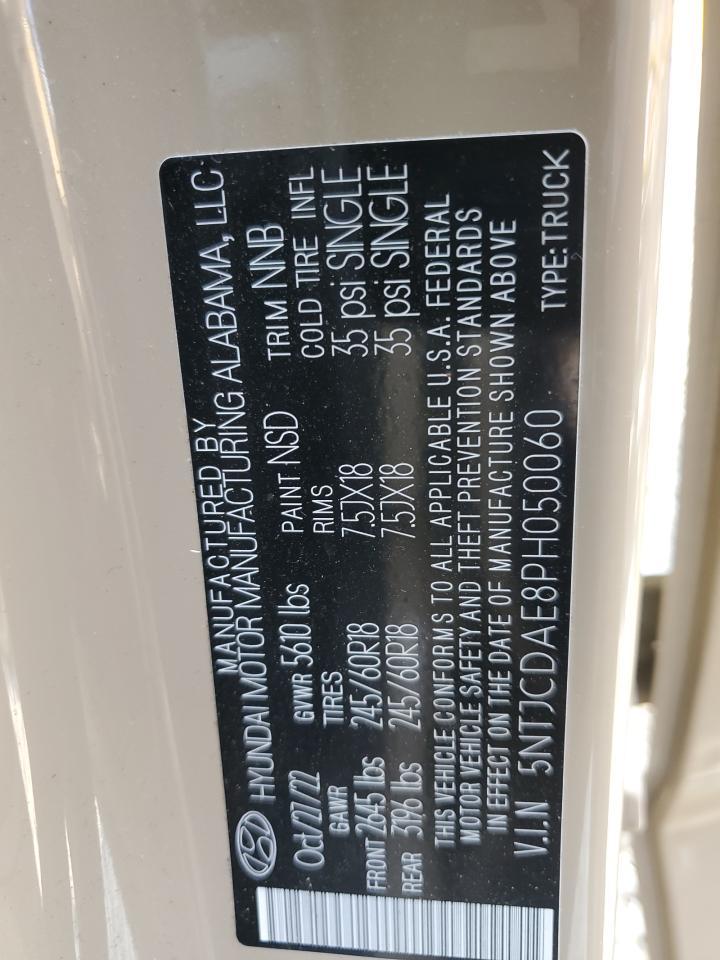 MANUFACTURED BY
HYUNDAI MOTOR MANUFACTURING ALABAMA, LLC
Oct/27/22 GVWR 5610 lbs PAINT NSD TRIM NNB
GAWR TIRES RIMS COLD TIRE INFL
FRONT 2645 lbs 245/60R18 7.5JX18 35 psi SINGLE
REAR 3196 lbs 245/60R18 7.5JX18 35 psi SINGLE
THIS VEHICLE CONFORMS TO ALL APPLICABLE U.S.A. FEDERAL
MOTOR VEHICLE SAFETY AND THEFT PREVENTION STANDARDS
IN EFFECT ON THE DATE OF MANUFACTURE SHOWN ABOVE
V.I.N 5NTJCDAE8PH050060 TYPE:TRUCK